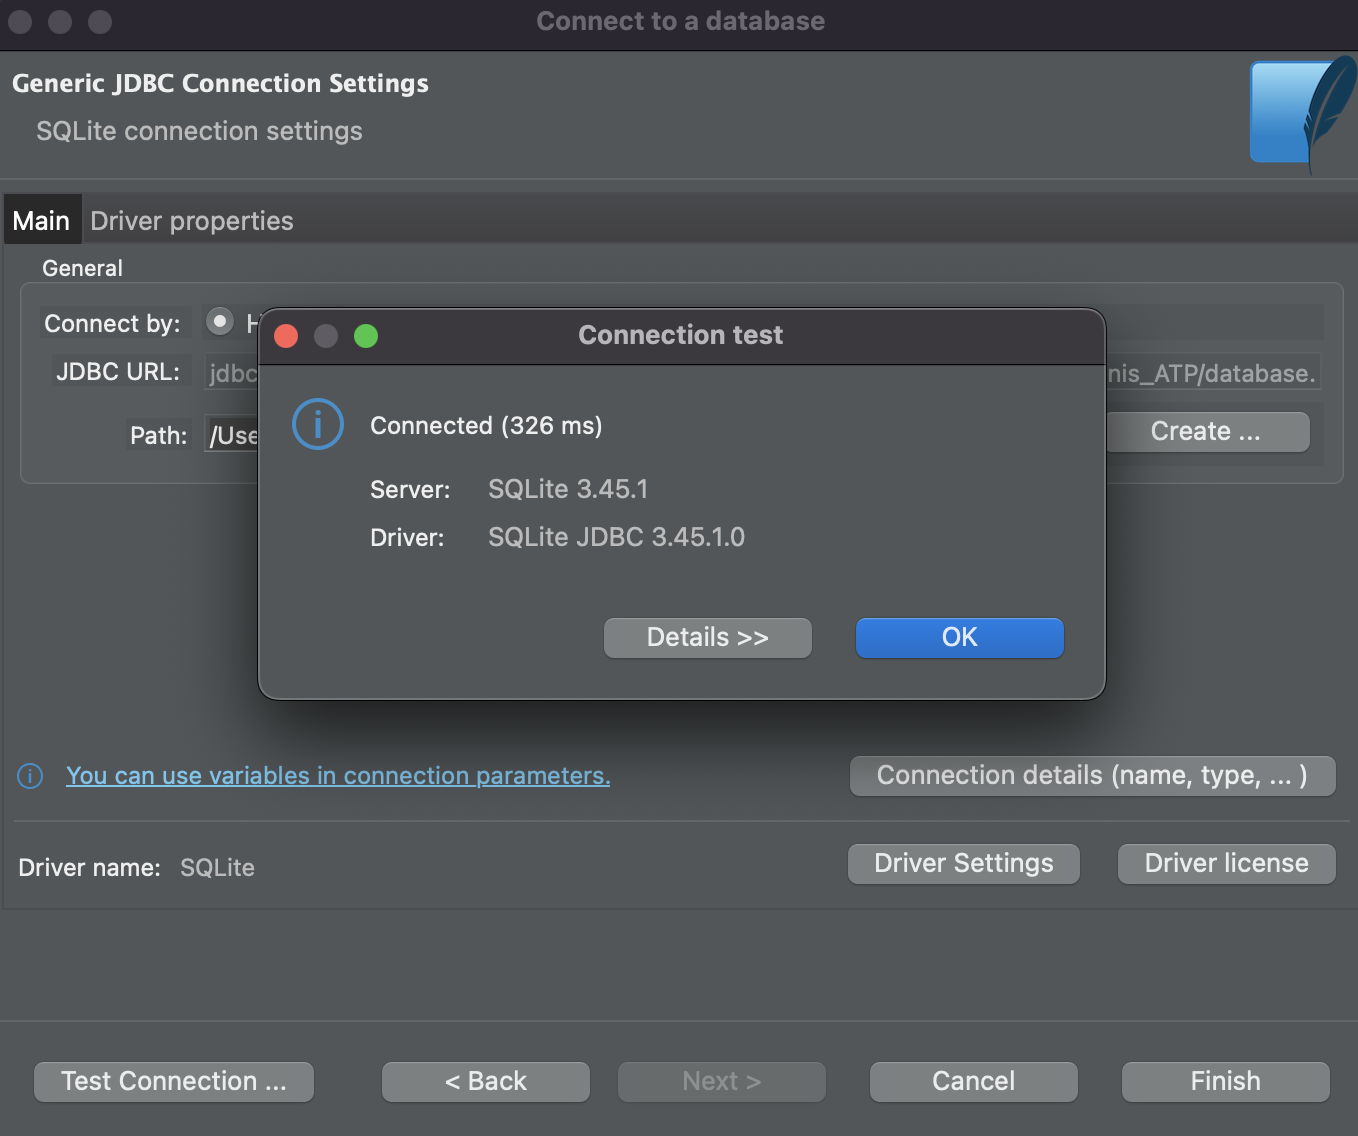 Connect to a database
Generic JDBC Connection Settings
SQLite connection settings
Main Driver properties
General
Connect by:
JDBC URL: jdbc nis_ATP/database.
Path: /Use Create ...
Connection test
Connected (326 ms)
Server: SQLite 3.45.1
Driver: SQLite JDBC 3.45.1.0
Details >> OK
You can use variables in connection parameters.
Connection details (name, type, ... )
Driver name: SQLite Driver Settings Driver license
Test Connection ... < Back Next > Cancel Finish